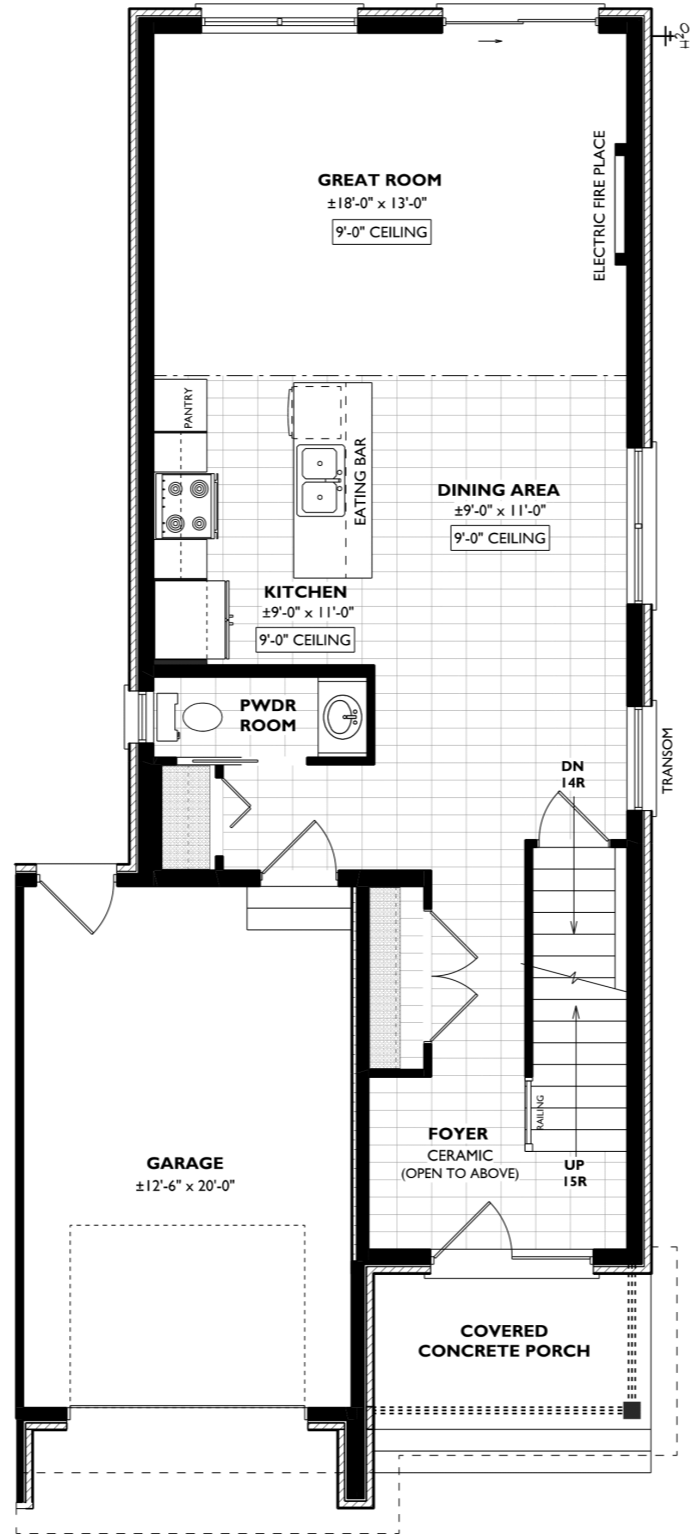 H2O
GREAT ROOM
±18'-0" x 13'-0"
9'-0" CEILING
ELECTRIC FIRE PLACE
PANTRY
EATING BAR
DINING AREA
±9'-0" x 11'-0"
9'-0" CEILING
KITCHEN
±9'-0" x 11'-0"
9'-0" CEILING
PWDR
ROOM
TRANSOM
DN
14R
RAILING
FOYER
CERAMIC
(OPEN TO ABOVE)
UP
15R
GARAGE
±12'-6" x 20'-0"
COVERED
CONCRETE PORCH